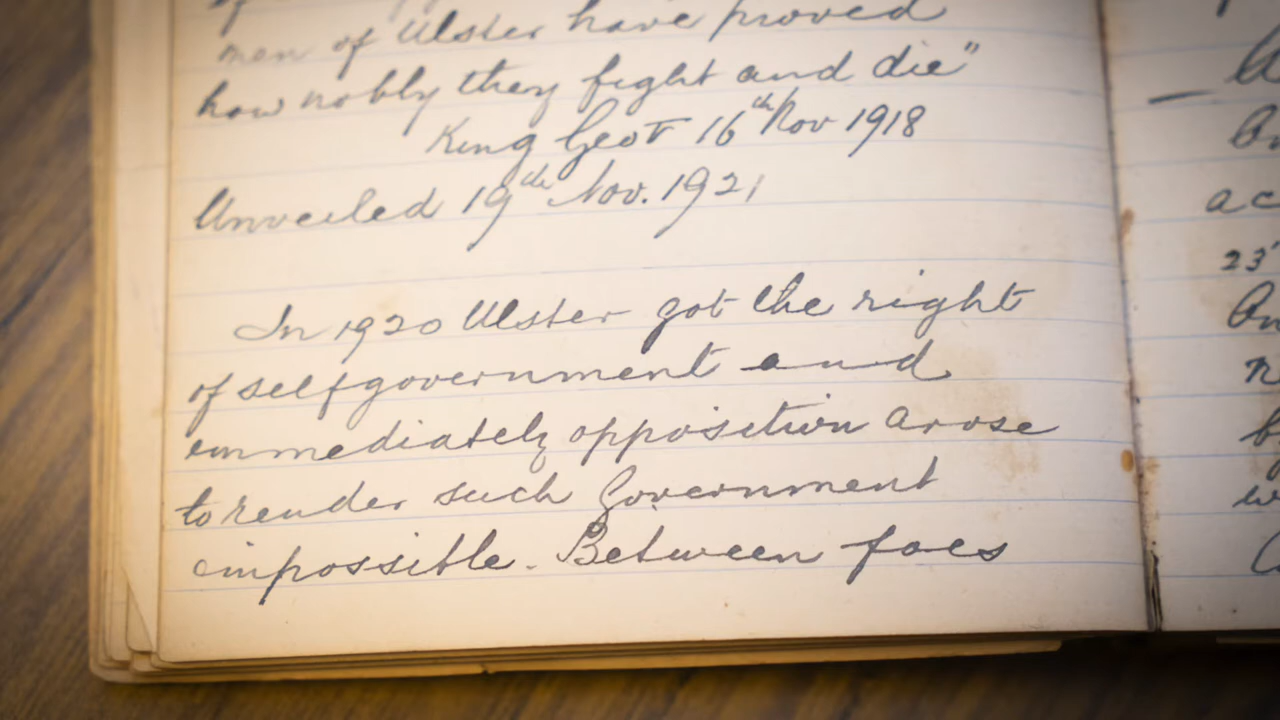 men of Ulster have proved
how nobly they fight and die"
King Geo V 16th Nov 1918
Unveiled 19th Nov. 1921
In 1920 Ulster got the right
of self government and
immediately opposition arose
to render such Government
impossible. Between foes
ac
23